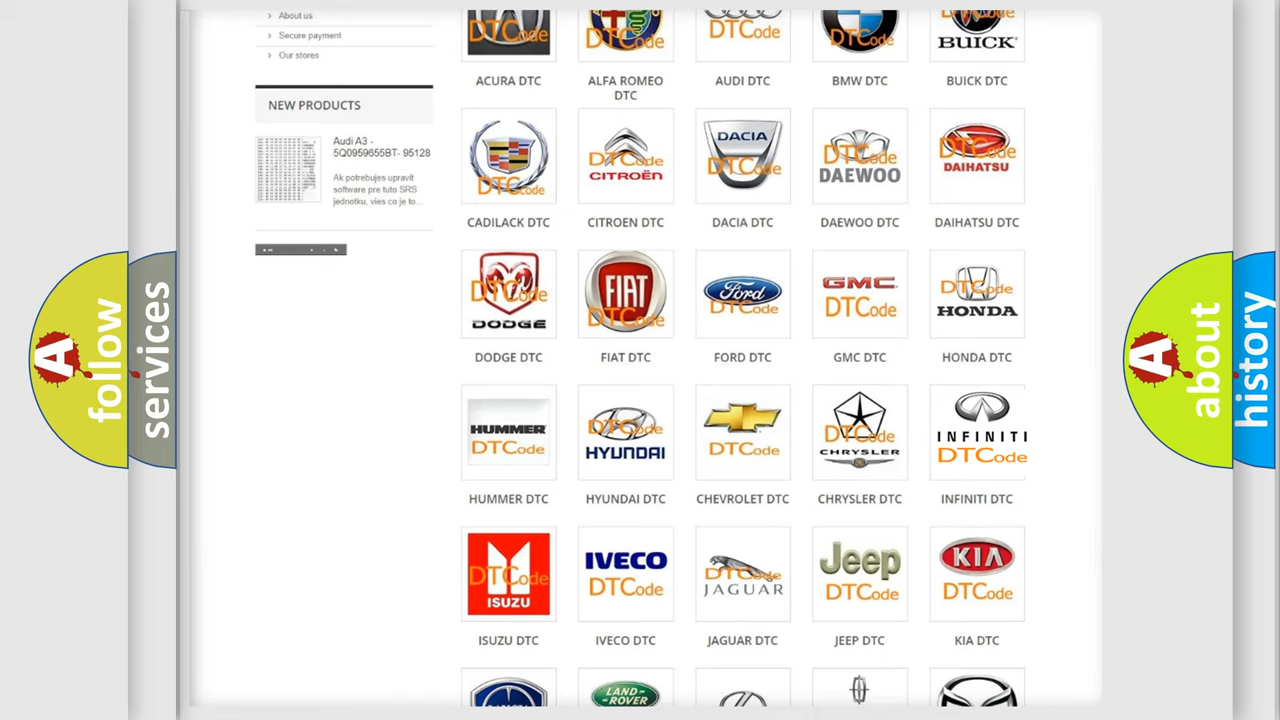 About us
Secure payment
Our stores
NEW PRODUCTS
Audi A3 -
5Q0959655BT- 95128
Ak potrebujes upravit
software pre tuto SRS
jednotku, vies co je to...
DTCode DTCode DTCode DTCode BUICK
ACURA DTC ALFA ROMEO DTC AUDI DTC BMW DTC BUICK DTC
DTCode
DTCode CITROËN
DACIA DTCode
DTCode DAEWOO
DTCode DAIHATSU
CADILACK DTC CITROEN DTC DACIA DTC DAEWOO DTC DAIHATSU DTC
DTCode DODGE
FIAT DTCode
Ford DTCode
GMC DTCode
DTCode HONDA
DODGE DTC FIAT DTC FORD DTC GMC DTC HONDA DTC
HUMMER DTCode
DTCode HYUNDAI
DTCode
DTCode CHRYSLER
INFINITI DTCode
HUMMER DTC HYUNDAI DTC CHEVROLET DTC CHRYSLER DTC INFINITI DTC
DTCode ISUZU
IVECO DTCode
DTCode JAGUAR
Jeep DTCode
KIA DTCode
ISUZU DTC IVECO DTC JAGUAR DTC JEEP DTC KIA DTC
LAND-ROVER
A follow
services
A about
history